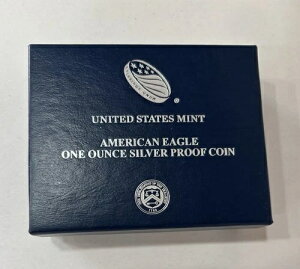 UNITED STATES MINT
AMERICAN EAGLE
ONE OUNCE SILVER PROOF COIN